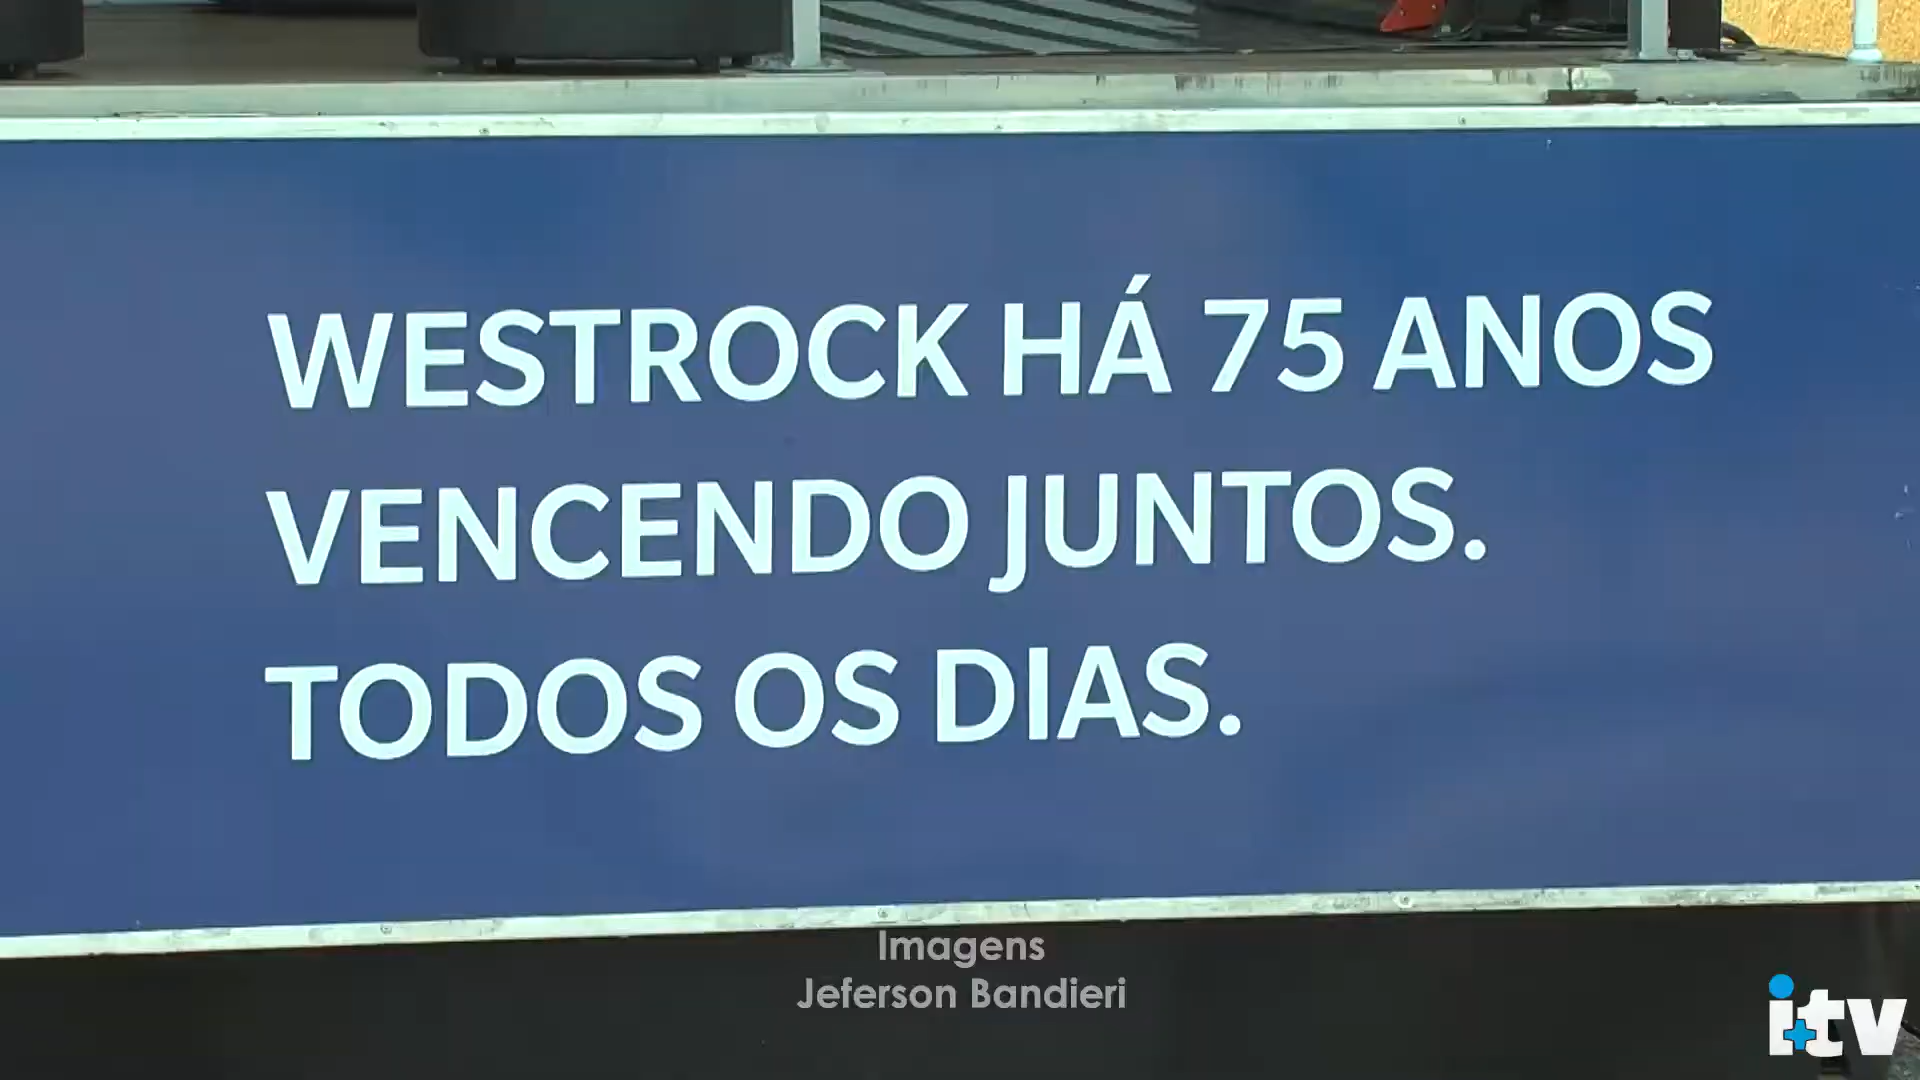 WESTROCK HÁ 75 ANOS
VENCENDO JUNTOS.
TODOS OS DIAS.
Imagens
Jeferson Bandieri
itv